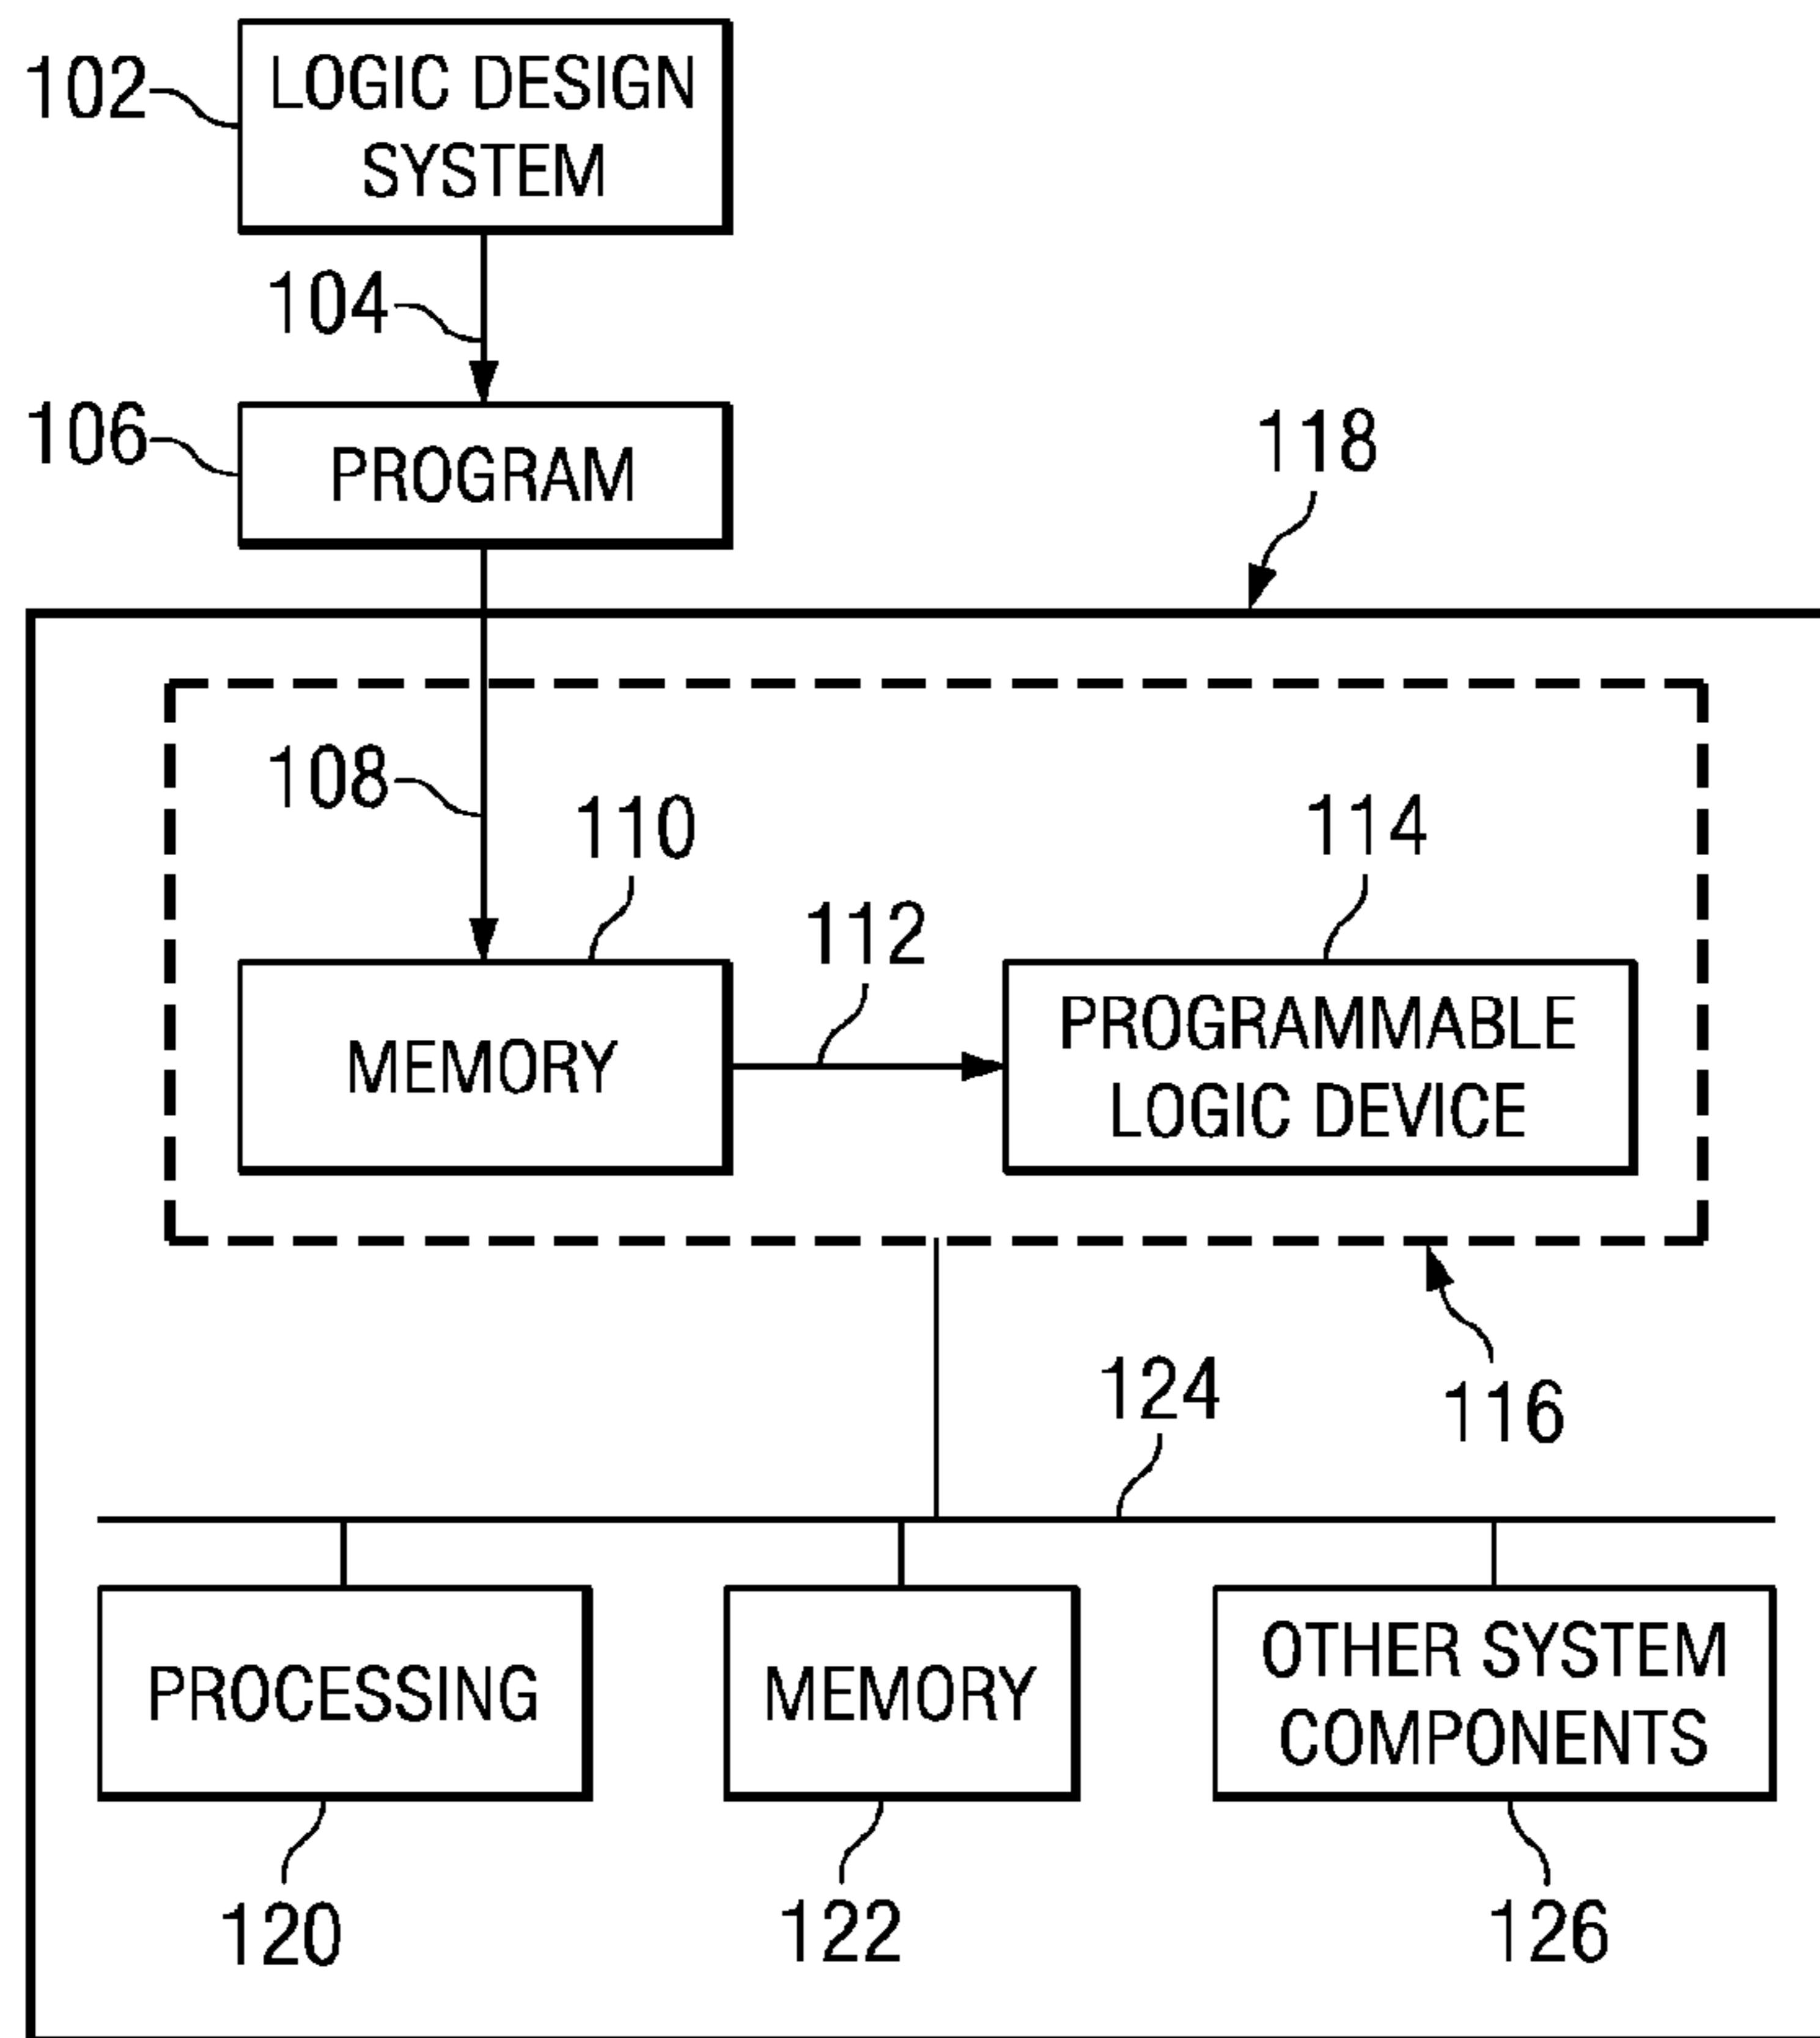 102
LOGIC DESIGN
SYSTEM
104
106
PROGRAM
118
108
110
114
112
MEMORY
PROGRAMMABLE
LOGIC DEVICE
124
116
PROCESSING
MEMORY
OTHER SYSTEM
COMPONENTS
120
122
126